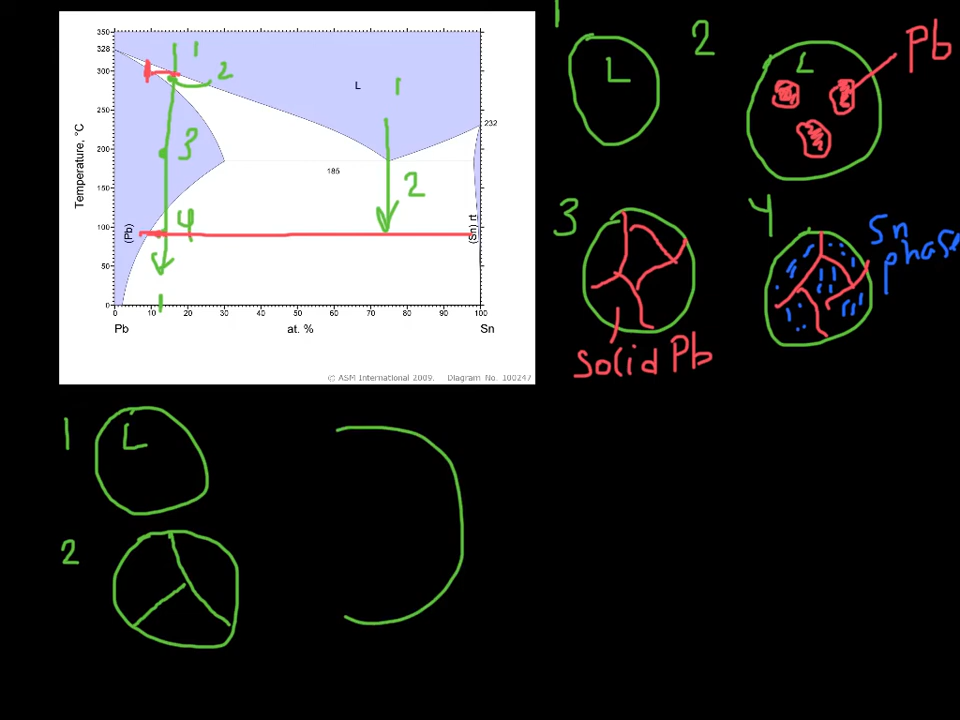 350
328
300
250
200
150
100
50
0
Temperature, °C
L
232
185
(Pb)
(Sn) rt
0 10 20 30 40 50 60 70 80 90 100
Pb
at. %
Sn
© ASM International 2009. Diagram No. 100247
1
2
3
4
1
2
1
L
2
L
Pb
3
solid Pb
4
Sn
phase
1
L
2